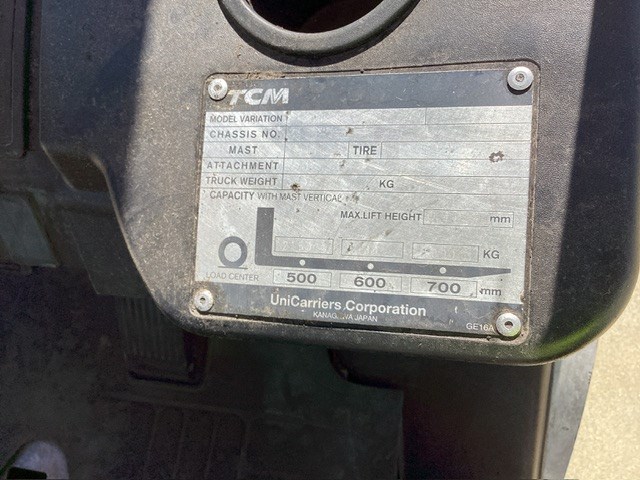 TCM
MODEL VARIATION
CHASSIS NO.
MAST TIRE
ATTACHMENT
TRUCK WEIGHT KG
CAPACITY WITH MAST VERTICAL
MAX.LIFT HEIGHT mm
KG
LOAD CENTER 500 600 700 mm
UniCarriers Corporation
KANAGAWA JAPAN
GE16A